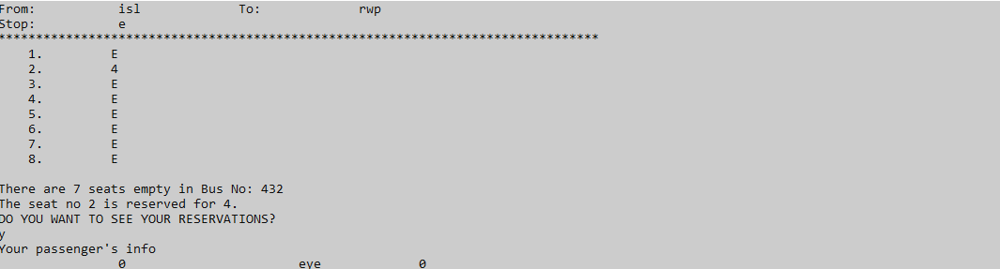 From: isl To: rwp
Stop: e
********************************************************************************
1. E
2. 4
3. E
4. E
5. E
6. E
7. E
8. E
There are 7 seats empty in Bus No: 432
The seat no 2 is reserved for 4.
DO YOU WANT TO SEE YOUR RESERVATIONS?
y
Your passenger's info
0 eye 0